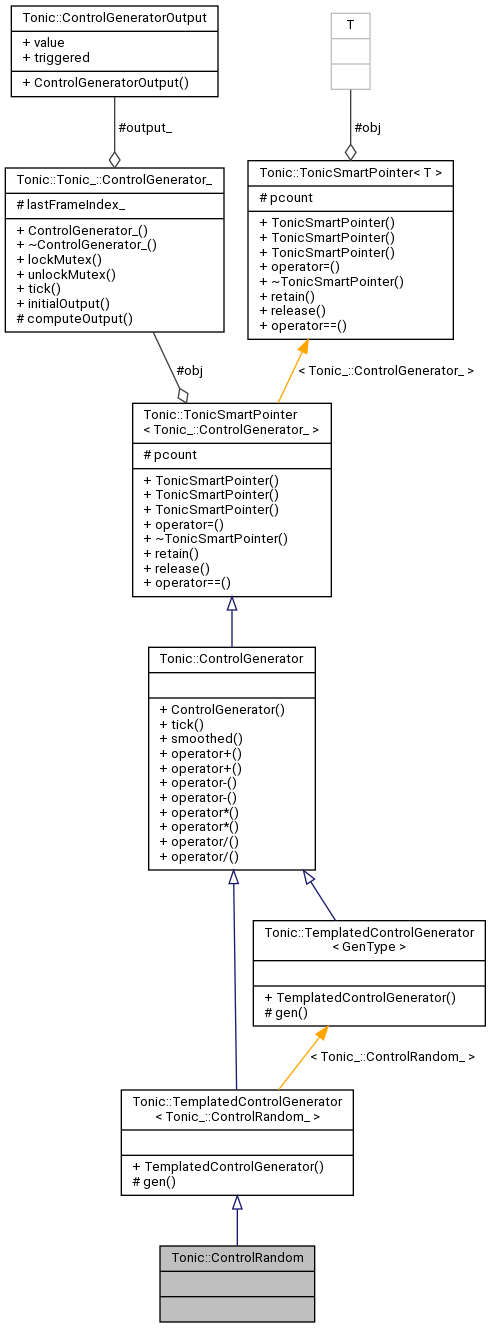 Tonic::ControlGeneratorOutput
+ value
+ triggered
+ ControlGeneratorOutput()
T
#output_
#obj
Tonic::Tonic_::ControlGenerator_
# lastFrameIndex_
+ ControlGenerator_()
+ ~ControlGenerator_()
+ lockMutex()
+ unlockMutex()
+ tick()
+ initialOutput()
# computeOutput()
Tonic::TonicSmartPointer< T >
# pcount
+ TonicSmartPointer()
+ TonicSmartPointer()
+ TonicSmartPointer()
+ operator=()
+ ~TonicSmartPointer()
+ retain()
+ release()
+ operator==()
#obj
< Tonic_::ControlGenerator_ >
Tonic::TonicSmartPointer
< Tonic_::ControlGenerator_ >
# pcount
+ TonicSmartPointer()
+ TonicSmartPointer()
+ TonicSmartPointer()
+ operator=()
+ ~TonicSmartPointer()
+ retain()
+ release()
+ operator==()
Tonic::ControlGenerator
+ ControlGenerator()
+ tick()
+ smoothed()
+ operator+()
+ operator+()
+ operator-()
+ operator-()
+ operator*()
+ operator*()
+ operator/()
+ operator/()
Tonic::TemplatedControlGenerator
< GenType >
+ TemplatedControlGenerator()
# gen()
< Tonic_::ControlRandom_ >
Tonic::TemplatedControlGenerator
< Tonic_::ControlRandom_ >
+ TemplatedControlGenerator()
# gen()
Tonic::ControlRandom